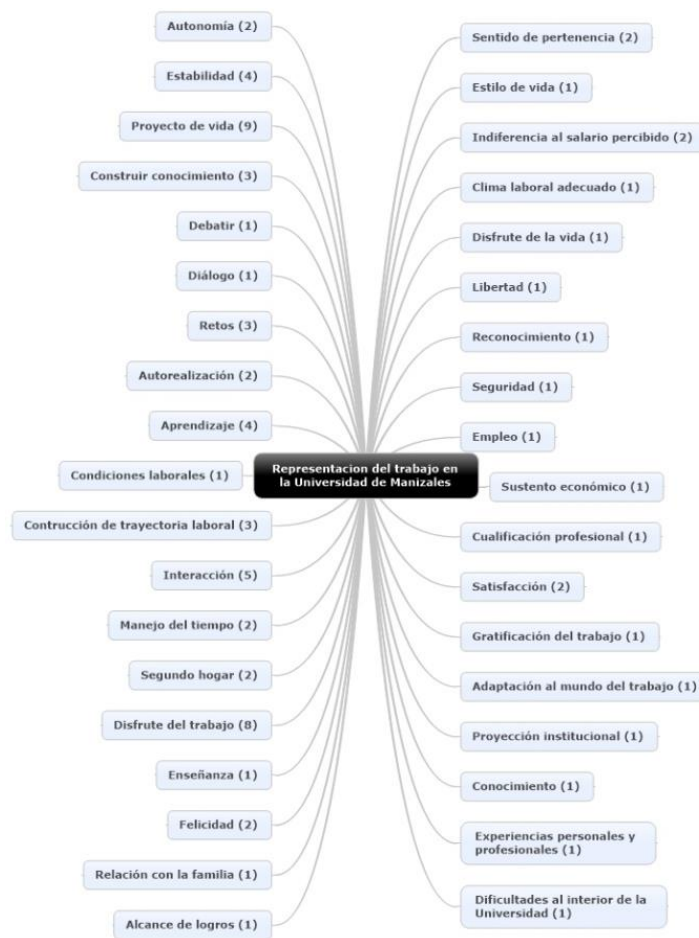 Autonomía (2)
Estabilidad (4)
Proyecto de vida (9)
Construir conocimiento (3)
Debatir (1)
Diálogo (1)
Retos (3)
Autorealización (2)
Aprendizaje (4)
Condiciones laborales (1)
Contrucción de trayectoria laboral (3)
Interacción (5)
Manejo del tiempo (2)
Segundo hogar (2)
Disfrute del trabajo (8)
Enseñanza (1)
Felicidad (2)
Relación con la familia (1)
Alcance de logros (1)
Representacion del trabajo en
la Universidad de Manizales
Sentido de pertenencia (2)
Estilo de vida (1)
Indiferencia al salario percibido (2)
Clima laboral adecuado (1)
Disfrute de la vida (1)
Libertad (1)
Reconocimiento (1)
Seguridad (1)
Empleo (1)
Sustento económico (1)
Cualificación profesional (1)
Satisfacción (2)
Gratificación del trabajo (1)
Adaptación al mundo del trabajo (1)
Proyección institucional (1)
Conocimiento (1)
Experiencias personales y
profesionales (1)
Dificultades al interior de la
Universidad (1)